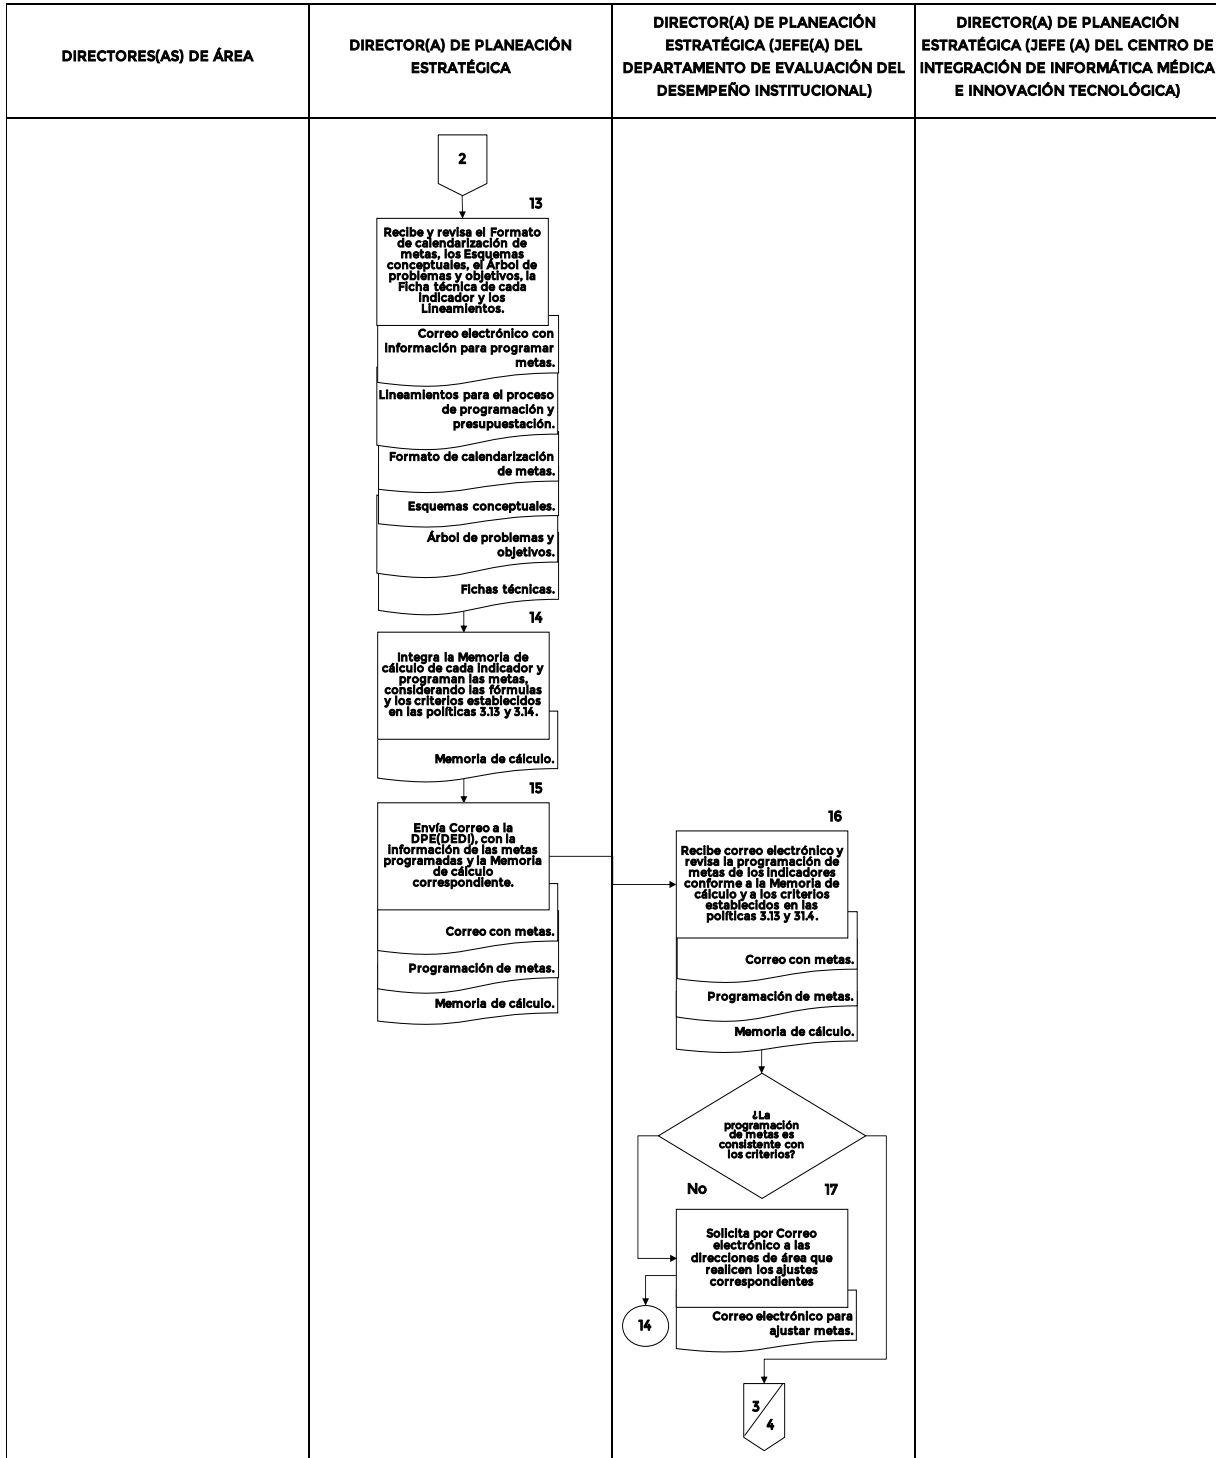 DIRECTORES(AS) DE ÁREA
DIRECTOR(A) DE PLANEACIÓN
ESTRATÉGICA
DIRECTOR(A) DE PLANEACIÓN
ESTRATÉGICA (JEFE(A) DEL
DEPARTAMENTO DE EVALUACIÓN DEL
DESEMPEÑO INSTITUCIONAL)
DIRECTOR(A) DE PLANEACIÓN
ESTRATÉGICA (JEFE (A) DEL CENTRO DE
INTEGRACIÓN DE INFORMÁTICA MÉDICA
E INNOVACIÓN TECNOLÓGICA)
2
13
Recibe y revisa el Formato
de calendarización de
metas, los Esquemas
conceptuales, el Árbol de
problemas y objetivos, la
Ficha técnica de cada
indicador y los
Lineamientos.
Correo electrónico con
información para programar
metas.
Lineamientos para el proceso
de programación y
presupuestación.
Formato de calendarización
de metas.
Esquemas conceptuales.
Árbol de problemas y
objetivos.
Fichas técnicas.
14
Integra la Memoria de
cálculo de cada indicador y
programan las metas,
considerando las fórmulas
y los criterios establecidos
en las políticas 3.13 y 3.14.
Memoria de cálculo.
15
Envía Correo a la
DPE(DEDI), con la
información de las metas
programadas y la Memoria
de cálculo
correspondiente.
Correo con metas.
Programación de metas.
Memoria de cálculo.
16
Recibe correo electrónico y
revisa la programación de
metas de los indicadores
conforme a la Memoria de
cálculo y a los criterios
establecidos en las
políticas 3.13 y 31.4.
Correo con metas.
Programación de metas.
Memoria de cálculo.
¿La
programación
de metas es
consistente con
los criterios?
No
17
Solicita por Correo
electrónico a las
direcciones de área que
realicen los ajustes
correspondientes
Correo electrónico para
ajustar metas.
14
3
4